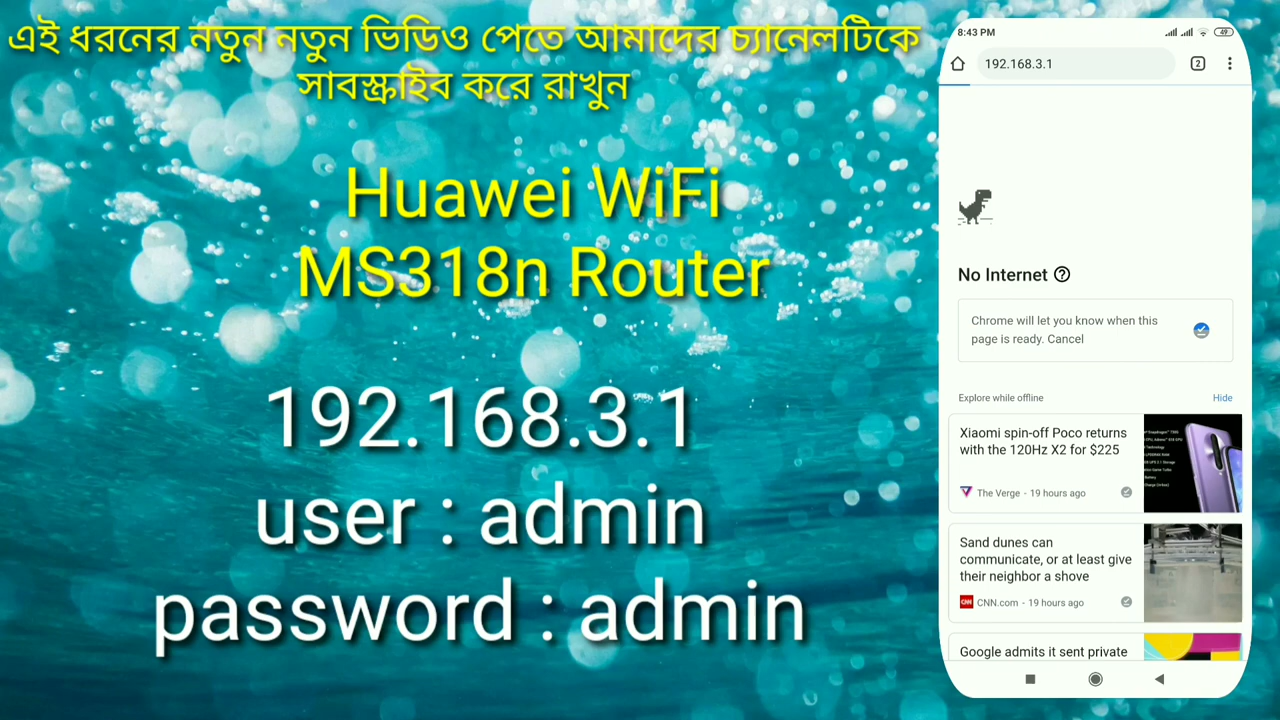 এই ধরনের নতুন নতুন ভিডিও পেতে আমাদের চ্যানেলটিকে
সাবস্ক্রাইব করে রাখুন
Huawei WiFi
MS318n Router
192.168.3.1
user : admin
password : admin
8:43 PM
49
192.168.3.1
2
No Internet
Chrome will let you know when this
page is ready. Cancel
Explore while offline
Hide
Xiaomi spin-off Poco returns
with the 120Hz X2 for $225
The Verge - 19 hours ago
Sand dunes can
communicate, or at least give
their neighbor a shove
CNN
CNN.com - 19 hours ago
Google admits it sent private